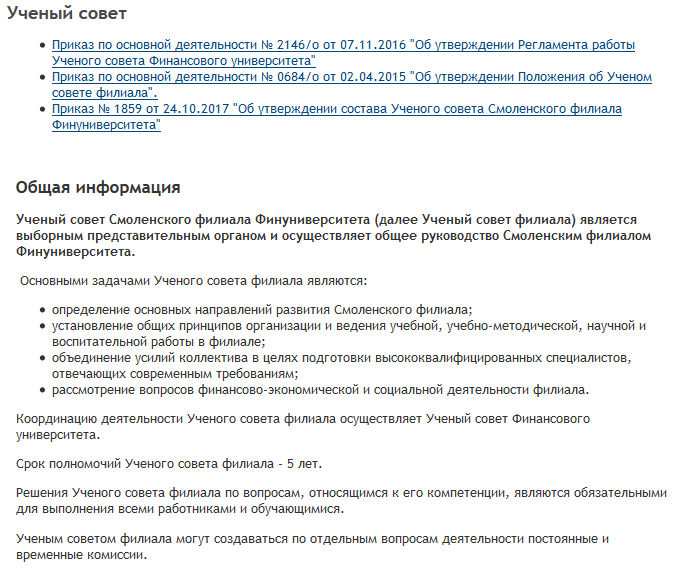 Ученый совет
Приказ по основной деятельности № 2146/о от 07.11.2016 "Об утверждении Регламента работы
Ученого совета Финансового университета"
Приказ по основной деятельности № 0684/о от 02.04.2015 "Об утверждении Положения об Ученом
совете филиала".
Приказ № 1859 от 24.10.2017 "Об утверждении состава Ученого совета Смоленского филиала
Финуниверситета"
Общая информация
Ученый совет Смоленского филиала Финуниверситета (далее Ученый совет филиала) является
выборным представительным органом и осуществляет общее руководство Смоленским филиалом
Финуниверситета.
Основными задачами Ученого совета филиала являются:
определение основных направлений развития Смоленского филиала;
установление общих принципов организации и ведения учебной, учебно-методической, научной и
воспитательной работы в филиале;
объединение усилий коллектива в целях подготовки высококвалифицированных специалистов,
отвечающих современным требованиям;
рассмотрение вопросов финансово-экономической и социальной деятельности филиала.
Координацию деятельности Ученого совета филиала осуществляет Ученый совет Финансового
университета.
Срок полномочий Ученого совета филиала - 5 лет.
Решения Ученого совета филиала по вопросам, относящимся к его компетенции, являются обязательными
для выполнения всеми работниками и обучающимися.
Ученым советом филиала могут создаваться по отдельным вопросам деятельности постоянные и
временные комиссии.